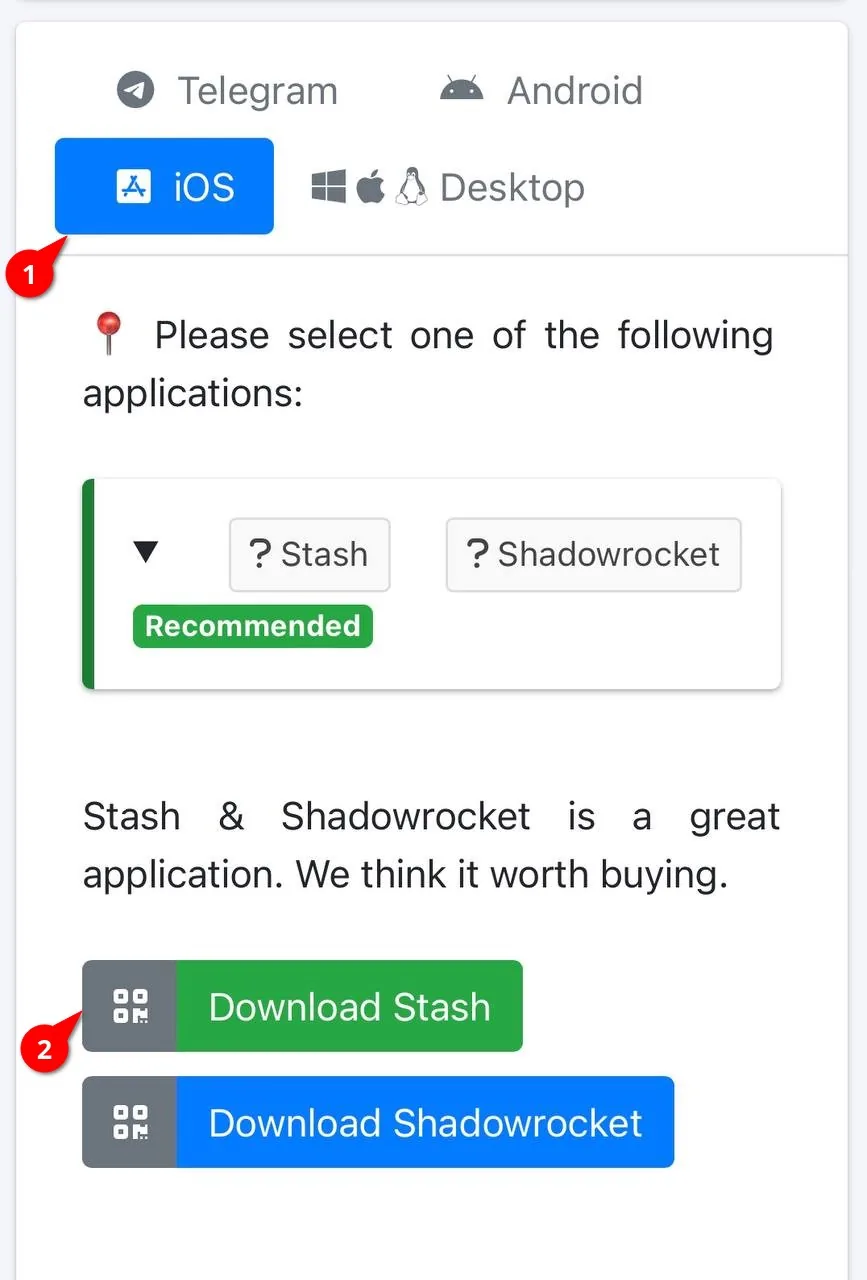 Telegram
Android
iOS
Desktop
1
Please select one of the following
applications:
? Stash
? Shadowrocket
Recommended
Stash & Shadowrocket is a great
application. We think it worth buying.
Download Stash
2
Download Shadowrocket